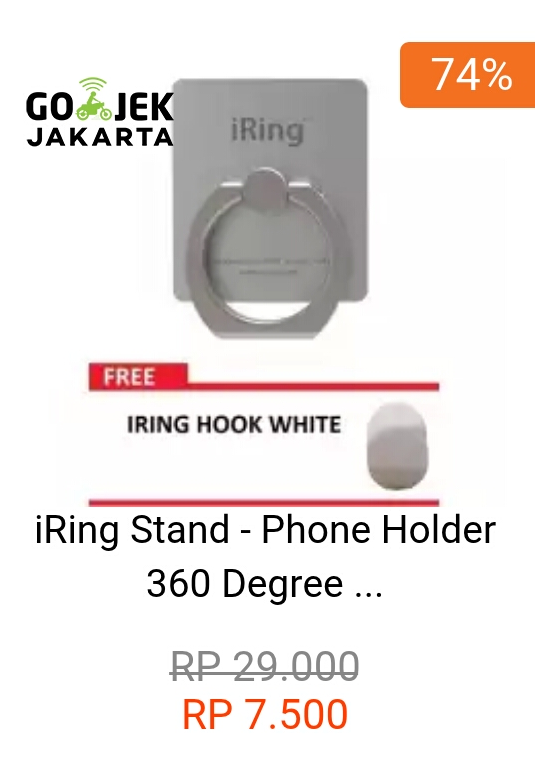 74%
GO JEK
JAKARTA
iRing
FREE
IRING HOOK WHITE
iRing Stand - Phone Holder
360 Degree ...
RP 29.000
RP 7.500